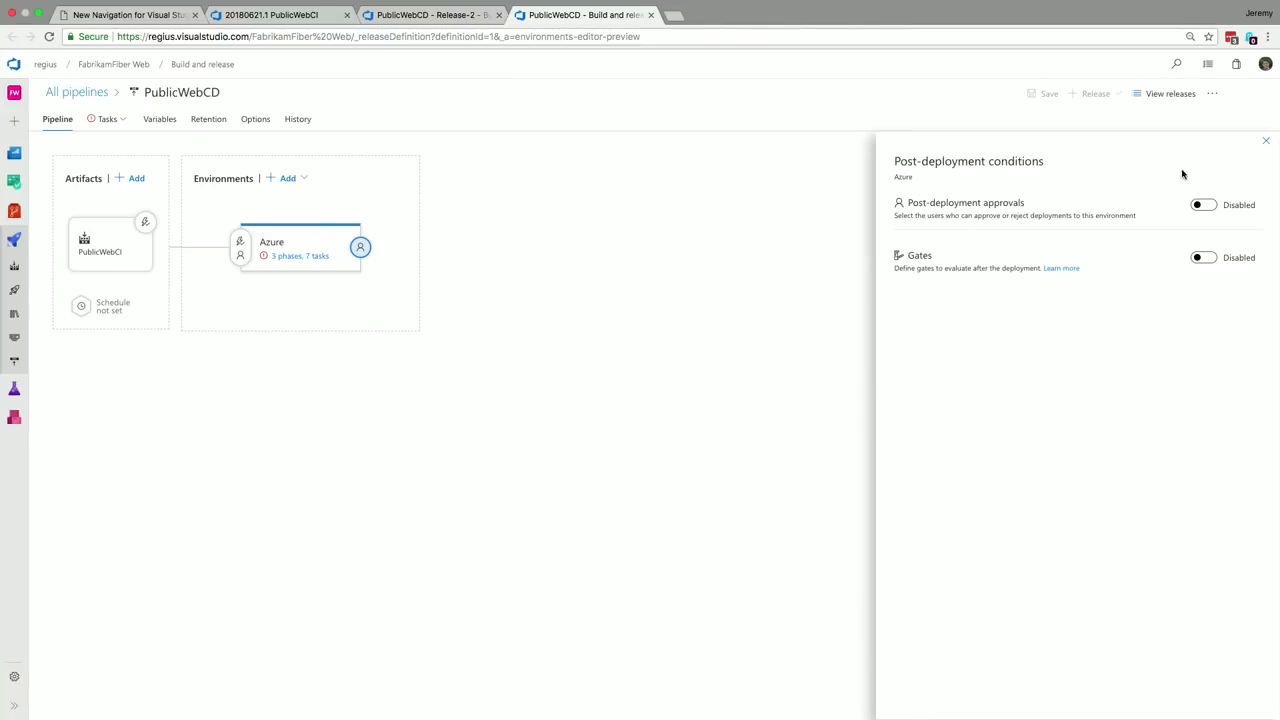 New Navigation for Visual Stu
20180621.1 PublicWebCI
PublicWebCD - Release-2 - B
PublicWebCD - Build and relea
Jeremy
Secure
https://regius.visualstudio.com/FabrikamFiber%20Web/_releaseDefinition?definitionId=1&_a=environments-editor-preview
3
0
regius / FabrikamFiber Web / Build and release
FW
All pipelines > PublicWebCD
Save
Release
View releases
Pipeline
Tasks
Variables
Retention
Options
History
Artifacts | + Add
Environments | + Add
PublicWebCI
Azure
3 phases, 7 tasks
Schedule
not set
Post-deployment conditions
Azure
Post-deployment approvals
Disabled
Select the users who can approve or reject deployments to this environment
Gates
Disabled
Define gates to evaluate after the deployment. Learn more